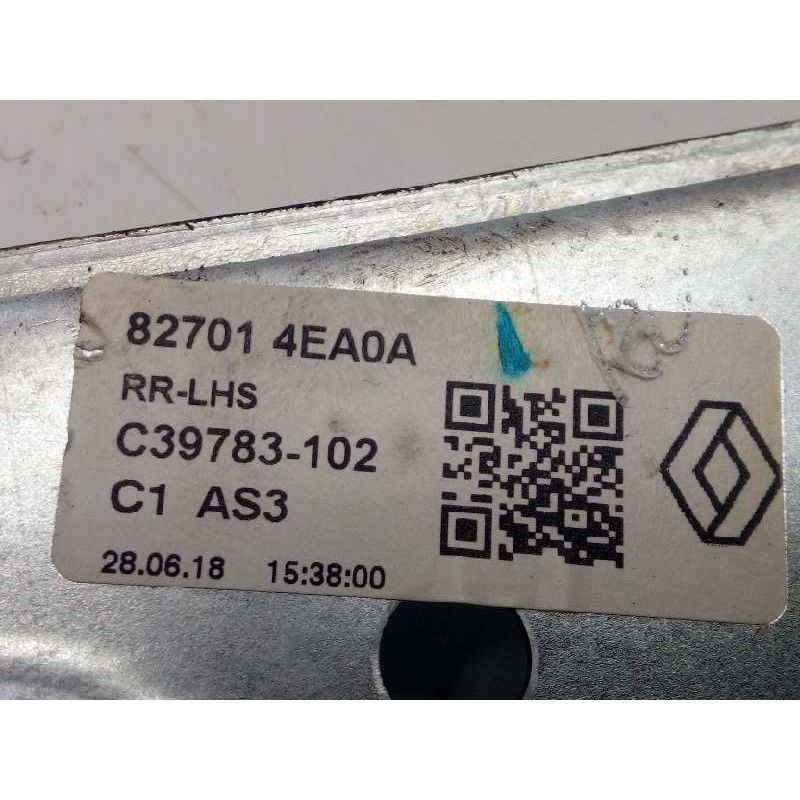 82701 4EA0A
RR-LHS
C39783-102
C1 AS3
28.06.18 15:38:00